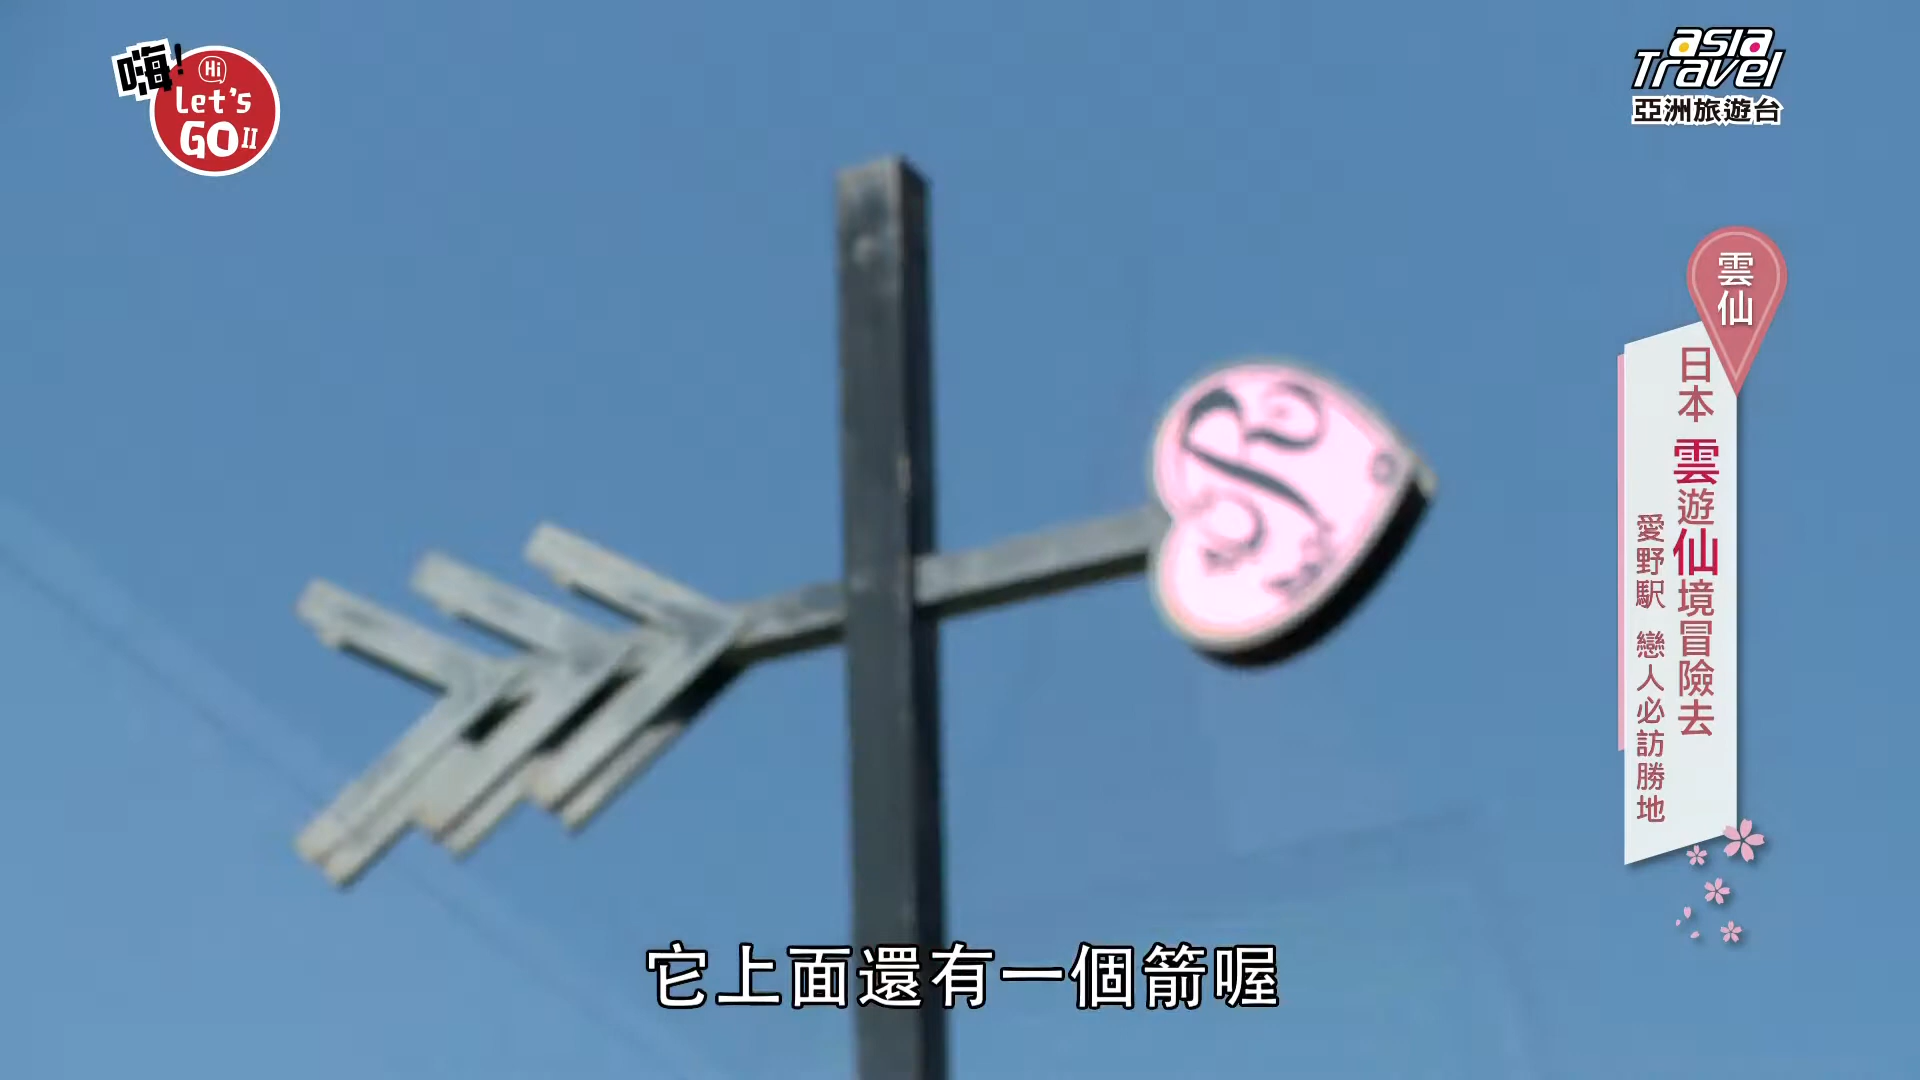 嗨!
Hi
Let's
GO II
asia
Travel
亞洲旅遊台
雲仙
日本 雲遊仙境冒險去
愛野駅 戀人必訪勝地
R
它上面還有一個箭喔